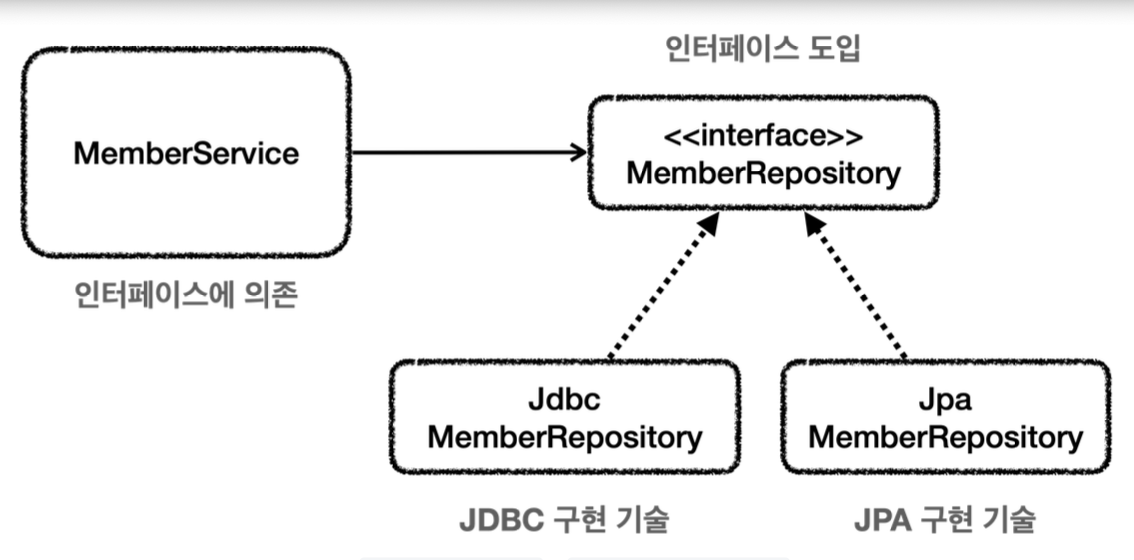 인터페이스 도입
MemberService
<<interface>>
MemberRepository
인터페이스에 의존
Jdbc
MemberRepository
Jpa
MemberRepository
JDBC 구현 기술
JPA 구현 기술